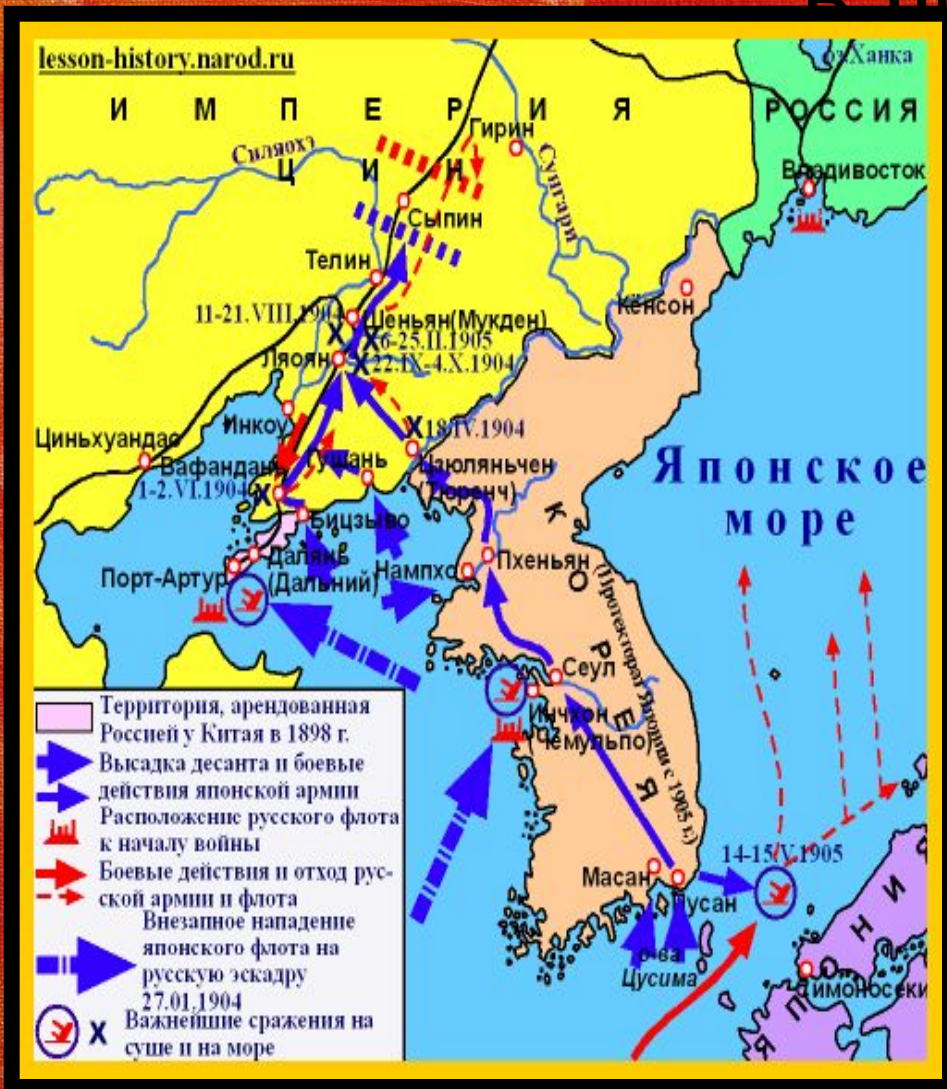 lesson-history.narod.ru
оз.Ханка
И М П Е Р И Я
РОССИЯ
Гирин
Силяохэ
Ц И Н
Сунгари
Владивосток
Сыпин
Телин
Кёнсон
11-21.VIII.1904
Шеньян(Мукден)
6-25.II.1905
Ляоян
22.IX-4.X.1904
Инкоу
18.IV.1904
Циньхуандао
Вафандян
Гушань
Цзюляньчен
(Тюренч)
1-2.VI.1904
Японское
море
Бицзыво
Далянь
(Дальний)
Порт-Артур
Нампхо
Пхеньян
К О Р Е Я
(Протекторат Японии с 1905 г.)
Сеул
Инчхон
Чемульпо)
14-15.V.1905
Масан
Пусан
о-ва
Цусима
Симоносеки
Я П О Н И
Территория, арендованная
Россией у Китая в 1898 г.
Высадка десанта и боевые
действия японской армии
Расположение русского флота
к началу войны
Боевые действия и отход рус-
ской армии и флота
Внезапное нападение
японского флота на
русскую эскадру
27.01.1904
X Важнейшие сражения на
суше и на море